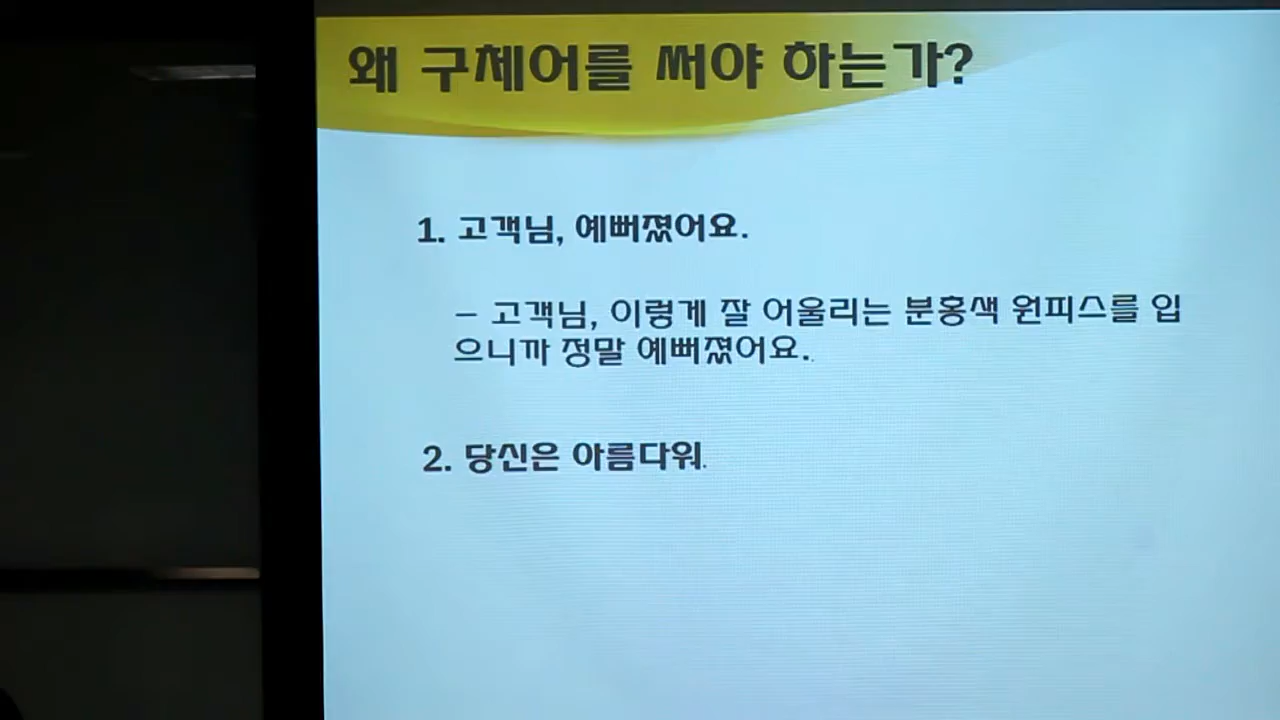 왜 구체어를 써야 하는가?
1. 고객님, 예뻐졌어요.
– 고객님, 이렇게 잘 어울리는 분홍색 원피스를 입
으니까 정말 예뻐졌어요..
2. 당신은 아름다워.